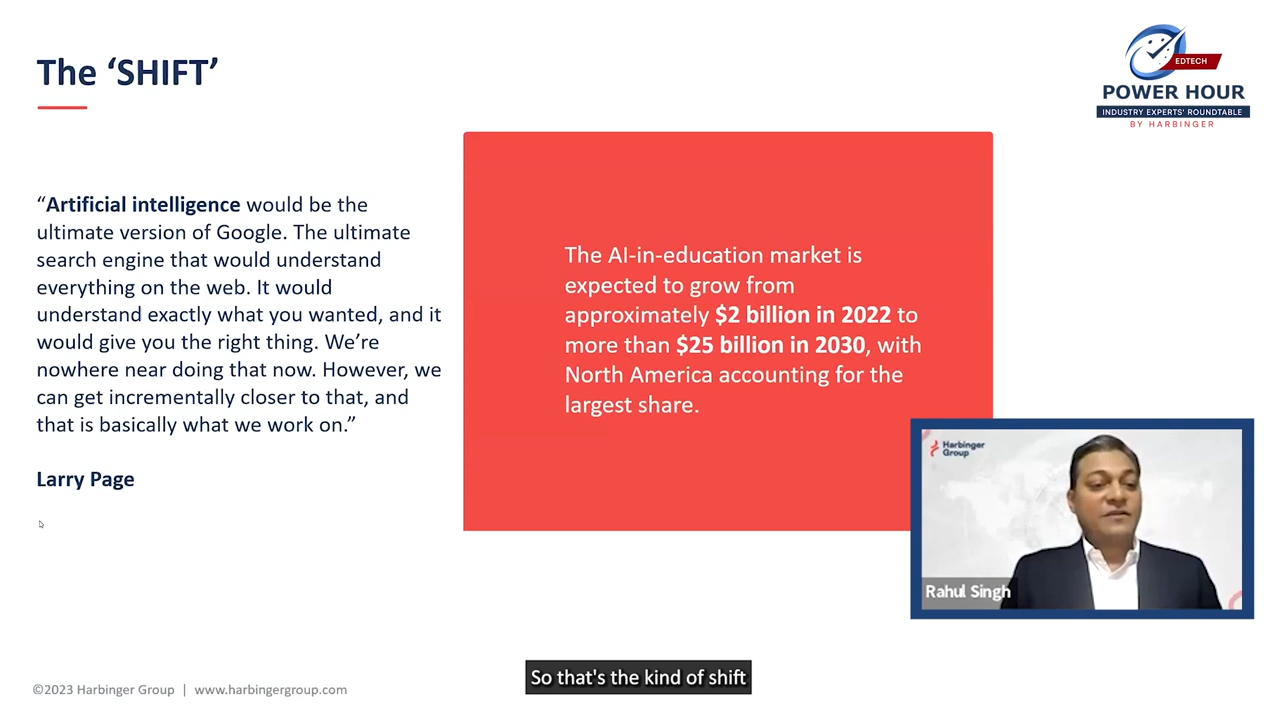 The ‘SHIFT’
EDTECH
POWER HOUR
INDUSTRY EXPERTS' ROUNDTABLE
BY HARBINGER
“Artificial intelligence would be the
ultimate version of Google. The ultimate
search engine that would understand
everything on the web. It would
understand exactly what you wanted, and it
would give you the right thing. We’re
nowhere near doing that now. However, we
can get incrementally closer to that, and
that is basically what we work on.”
Larry Page
The AI-in-education market is
expected to grow from
approximately $2 billion in 2022 to
more than $25 billion in 2030, with
North America accounting for the
largest share.
Harbinger
Group
Rahul Singh
So that's the kind of shift
©2023 Harbinger Group | www.harbingergroup.com